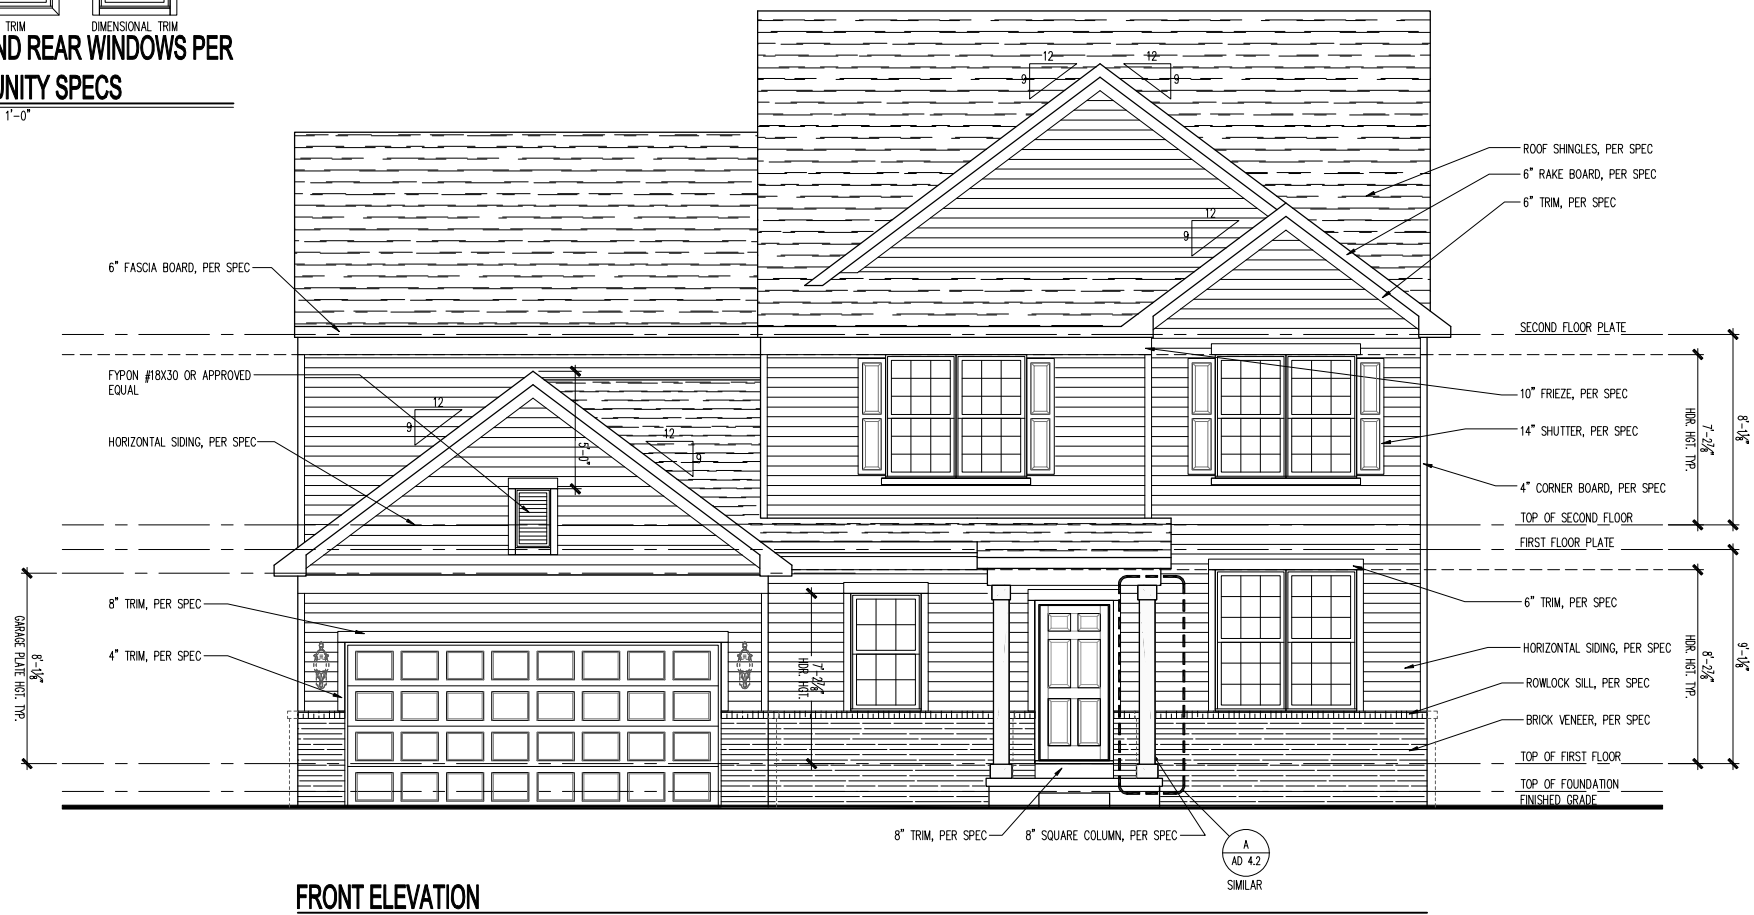 TRIM
DIMENSIONAL TRIM
ND REAR WINDOWS PER
UNITY SPECS
1'-0"
12
9
12
9
12
9
12
9
12
9
6" FASCIA BOARD, PER SPEC
FYPON #18X30 OR APPROVED
EQUAL
HORIZONTAL SIDING, PER SPEC
8" TRIM, PER SPEC
4" TRIM, PER SPEC
8'-1⅛"
GARAGE PLATE HGT. TYP.
5'-0"
7'-2⅞"
HDR. HGT.
ROOF SHINGLES, PER SPEC
6" RAKE BOARD, PER SPEC
6" TRIM, PER SPEC
SECOND FLOOR PLATE
10" FRIEZE, PER SPEC
14" SHUTTER, PER SPEC
4" CORNER BOARD, PER SPEC
TOP OF SECOND FLOOR
FIRST FLOOR PLATE
6" TRIM, PER SPEC
HORIZONTAL SIDING, PER SPEC
ROWLOCK SILL, PER SPEC
BRICK VENEER, PER SPEC
TOP OF FIRST FLOOR
TOP OF FOUNDATION
FINISHED GRADE
7'-2⅞"
HDR. HGT. TYP.
8'-1⅛"
8'-2⅞"
HDR. HGT. TYP.
9'-1⅛"
8" TRIM, PER SPEC
8" SQUARE COLUMN, PER SPEC
A
AD 4.2
SIMILAR
FRONT ELEVATION